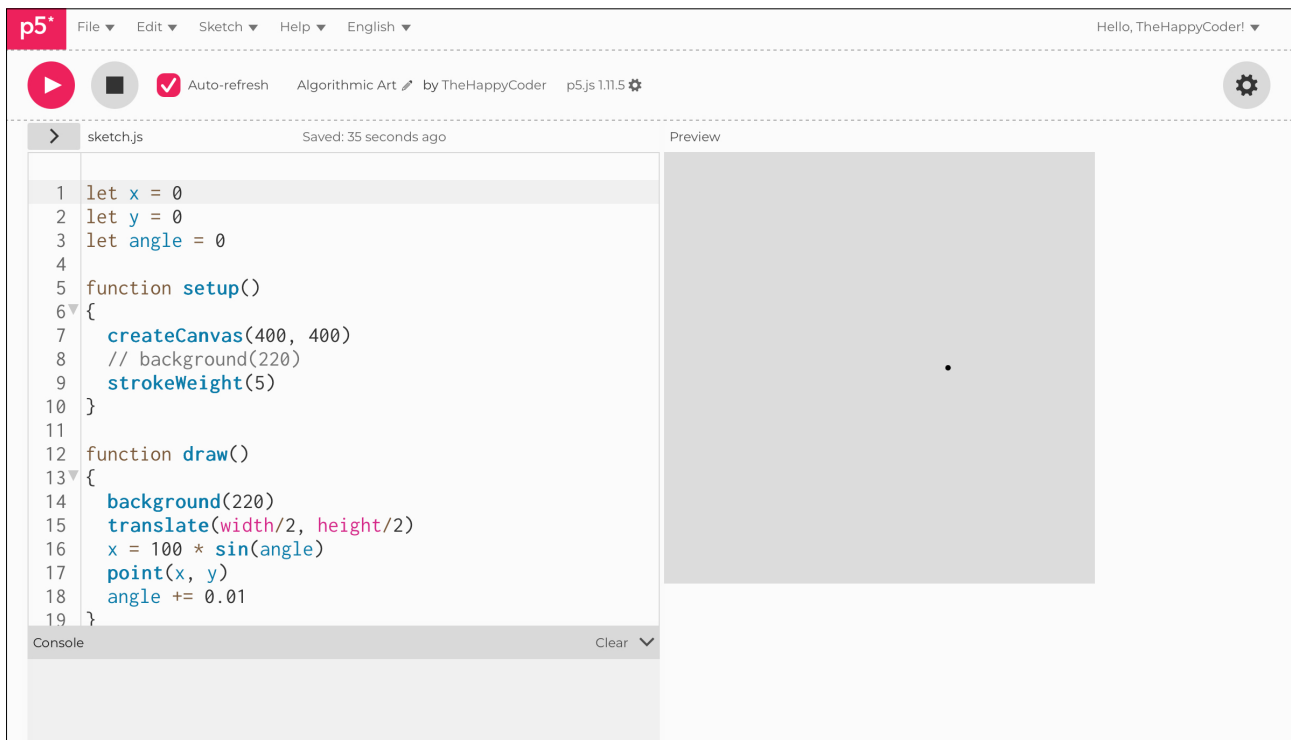 p5* File Edit Sketch Help English Hello, TheHappyCoder!
Auto-refresh Algorithmic Art by TheHappyCoder p5.js 1.11.5
sketch.js Saved: 35 seconds ago Preview
1 let x = 0
2 let y = 0
3 let angle = 0
4
5 function setup()
6 {
7 createCanvas(400, 400)
8 // background(220)
9 strokeWeight(5)
10 }
11
12 function draw()
13 {
14 background(220)
15 translate(width/2, height/2)
16 x = 100 * sin(angle)
17 point(x, y)
18 angle += 0.01
19 }
Console Clear